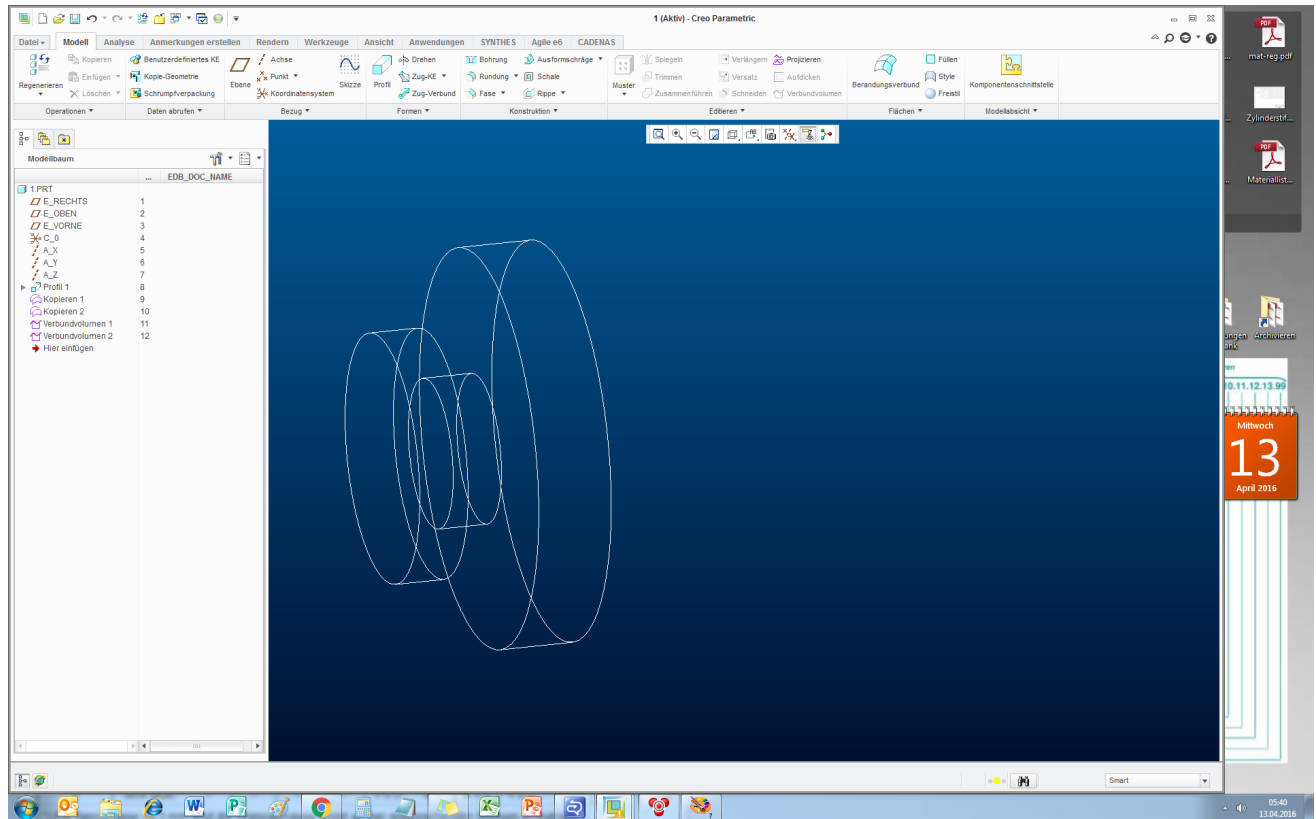 1 (Aktiv) - Creo Parametric
Datei Modell Analyse Anmerkungen erstellen Rendern Werkzeuge Ansicht Anwendungen SYNTHES Agile e6 CADENAS
Regenerieren
Kopieren
Einfügen
Löschen
Benutzerdefiniertes KE
Kopie-Geometrie
Schrumpfverpackung
Ebene
Achse
Punkt
Koordinatensystem
Skizze
Profil
Drehen
Zug-KE
Zug-Verbund
Bohrung
Rundung
Fase
Ausformschräge
Schale
Rippe
Muster
Spiegeln
Trimmen
Zusammenführen
Verlängern
Versatz
Schneiden
Projizieren
Aufdicken
Verbundvolumen
Berandungsverbund
Füllen
Style
Freistil
Komponentenschnittstelle
Operationen Daten abrufen Bezug Formen Konstruktion Editieren Flächen Modellabsicht
Modellbaum
... EDB_DOC_NAME
1.PRT
E_RECHTS 1
E_OBEN 2
E_VORNE 3
C_0 4
A_X 5
A_Y 6
A_Z 7
Profil 1 8
Kopieren 1 9
Kopieren 2 10
Verbundvolumen 1 11
Verbundvolumen 2 12
Hier einfügen
Smart
mat-reg.pdf
Zylinderstif...
Materiallist...
Archivieren
10.11.12.13.99
Mittwoch
13
April 2016
05:40
13.04.2016